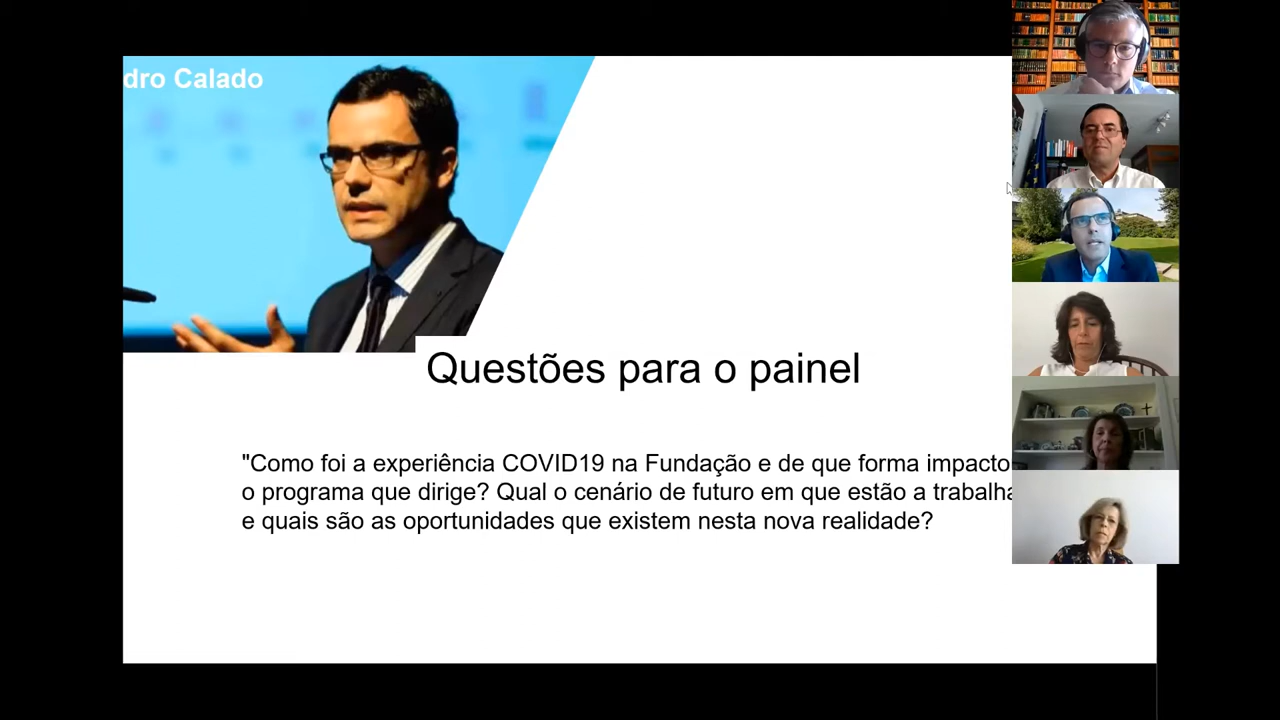 dro Calado
Questões para o painel
"Como foi a experiência COVID19 na Fundação e de que forma impacto
o programa que dirige? Qual o cenário de futuro em que estão a trabalha
e quais são as oportunidades que existem nesta nova realidade?